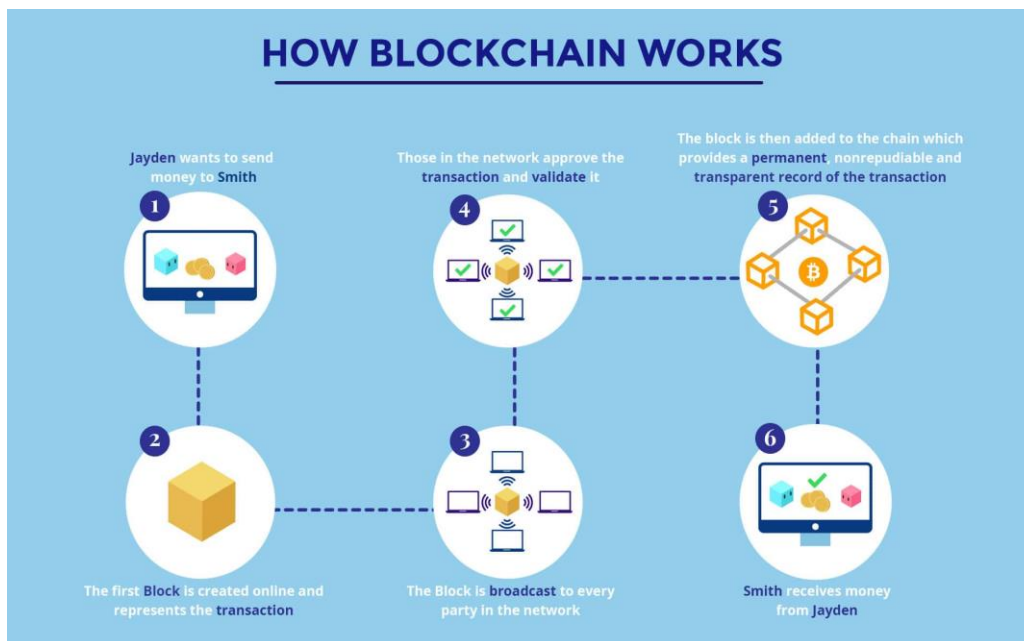 HOW BLOCKCHAIN WORKS
Jayden wants to send
money to Smith
1
2
The first Block is created online and
represents the transaction
3
The Block is broadcast to every
party in the network
Those in the network approve the
transaction and validate it
4
The block is then added to the chain which
provides a permanent, nonrepudiable and
transparent record of the transaction
5
6
Smith receives money
from Jayden